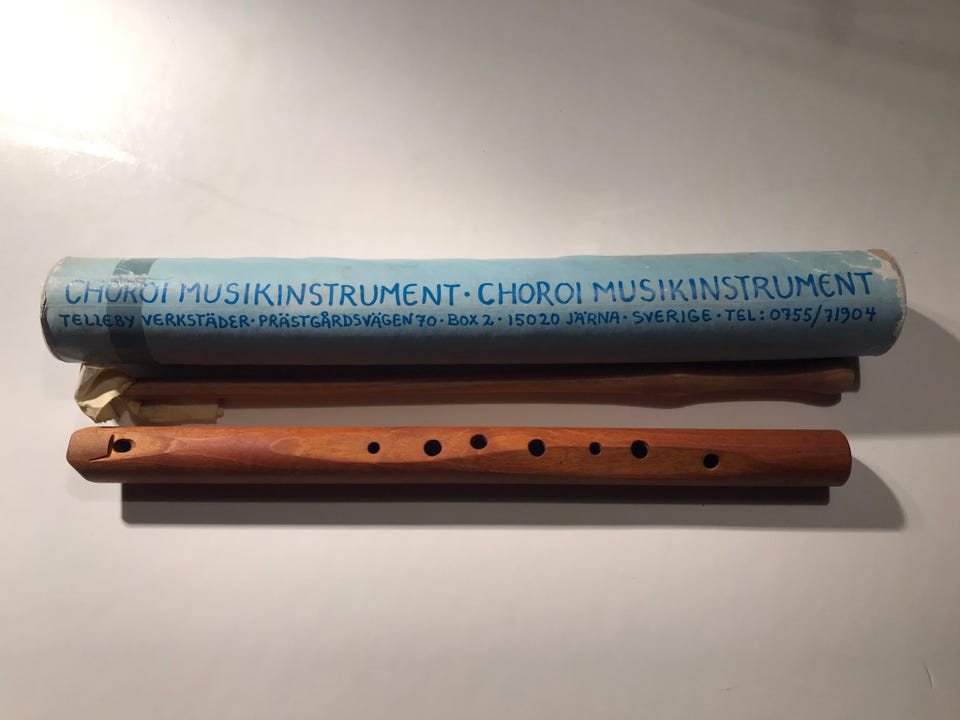 CHOROI MUSIKINSTRUMENT · CHOROI MUSIKINSTRUMENT
TELLEBY VERKSTÄDER · PRÄSTGÅRDSVÄGEN 70 · BOX 2 · 15020 JÄRNA · SVERIGE · TEL: 0755/71904